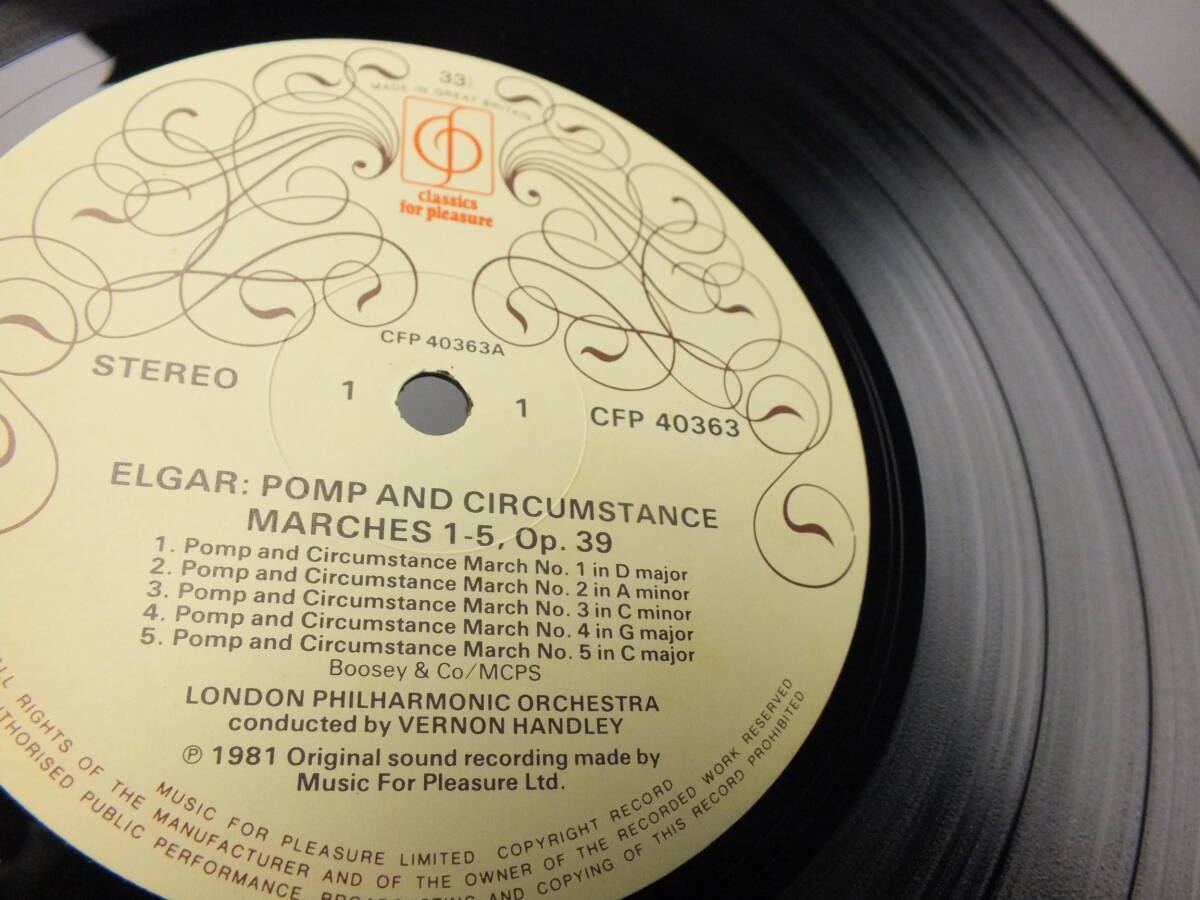 33⅓
MADE IN GREAT BRITAIN
classics
for pleasure
CFP 40363A
STEREO
1
1
CFP 40363
ELGAR: POMP AND CIRCUMSTANCE
MARCHES 1-5, Op. 39
1. Pomp and Circumstance March No. 1 in D major
2. Pomp and Circumstance March No. 2 in A minor
3. Pomp and Circumstance March No. 3 in C minor
4. Pomp and Circumstance March No. 4 in G major
5. Pomp and Circumstance March No. 5 in C major
Boosey & Co/MCPS
LONDON PHILHARMONIC ORCHESTRA
conducted by VERNON HANDLEY
℗ 1981 Original sound recording made by
Music For Pleasure Ltd.
MUSIC FOR PLEASURE LIMITED. COPYRIGHT RECORD
ALL RIGHTS OF THE MANUFACTURER AND OF THE OWNER OF THE RECORDED WORK RESERVED
PUBLIC PERFORMANCE, AND COPYING OF THIS RECORD PROHIBITED